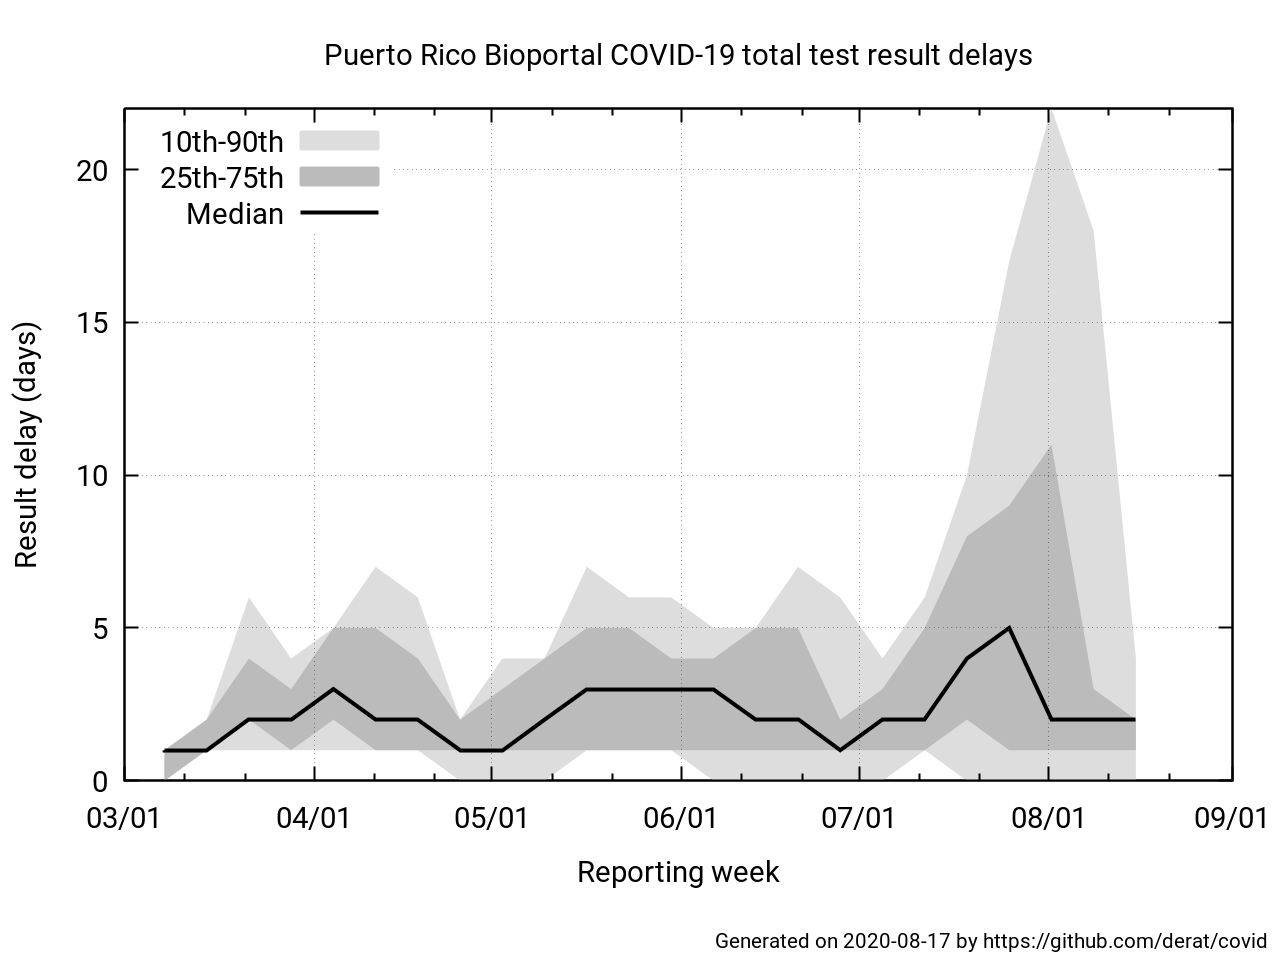 Puerto Rico Bioportal COVID-19 total test result delays
10th-90th
25th-75th
Median
20
15
10
5
0
Result delay (days)
03/01 04/01 05/01 06/01 07/01 08/01 09/01
Reporting week
Generated on 2020-08-17 by https://github.com/derat/covid